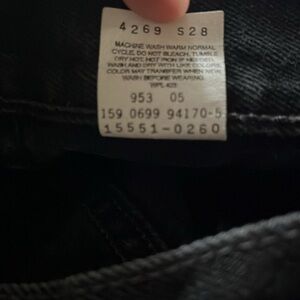 4269 S28
MACHINE WASH WARM NORMAL
CYCLE, DO NOT BLEACH, TUMBLE
DRY HOT, HOT IRON IF NEEDED,
WASH AND DRY WITH LIKE COLORS.
COLOR MAY TRANSFER WHEN NEW.
WASH BEFORE WEARING.
WPL 423
953 05
159 0699 94170-5
15551-0260